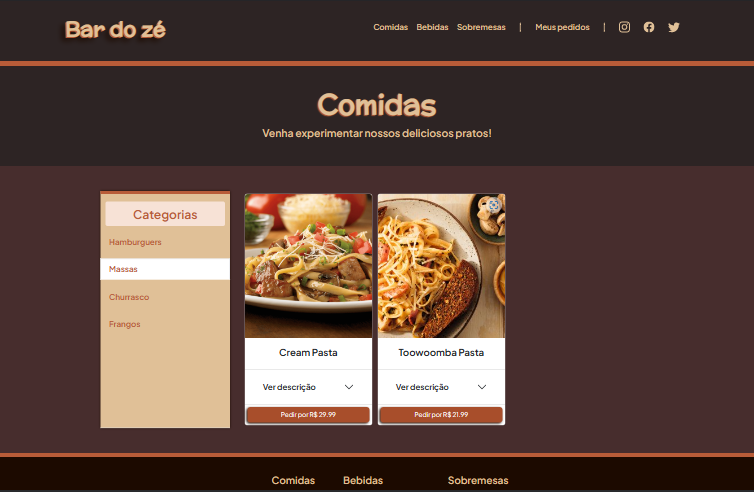 Bar do zé
Comidas Bebidas Sobremesas | Meus pedidos |
Comidas
Venha experimentar nossos deliciosos pratos!
Categorias
Hamburguers
Massas
Churrasco
Frangos
Cream Pasta
Ver descrição
Pedir por R$ 29.99
Toowoomba Pasta
Ver descrição
Pedir por R$ 21.99
Comidas Bebidas Sobremesas